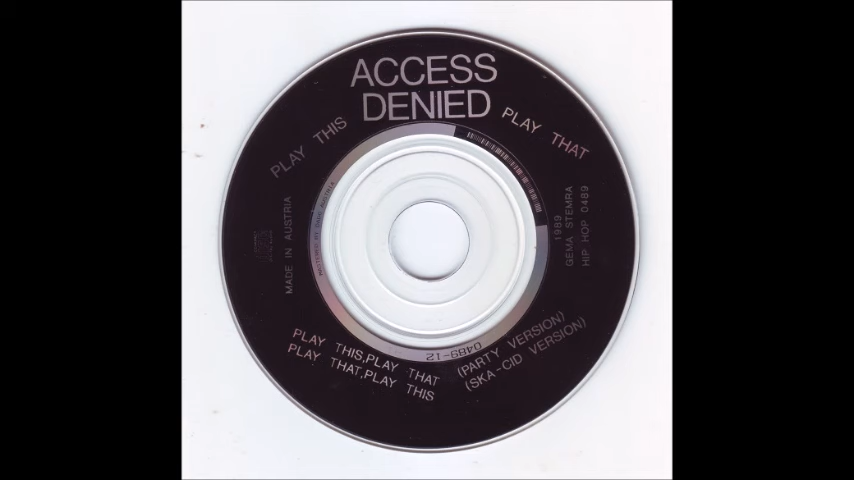 ACCESS
DENIED
PLAY THIS
PLAY THAT
MADE IN AUSTRIA
1989
GEMA STEMRA
HIP HOP 0489
0489-12
PLAY THIS,PLAY THAT (PARTY VERSION)
PLAY THAT,PLAY THIS (SKA-CID VERSION)